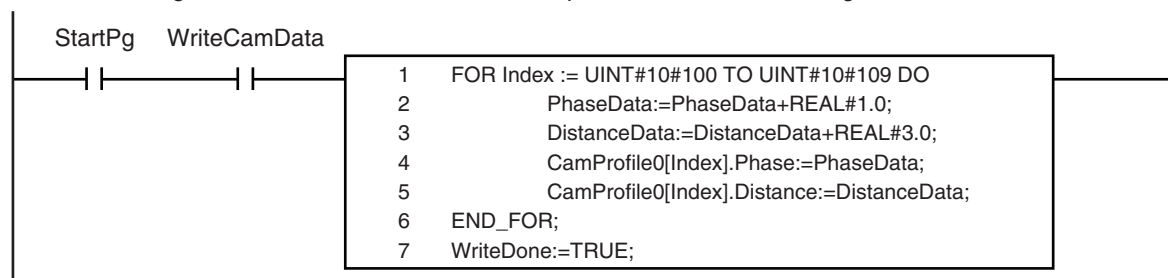 StartPg WriteCamData
1 FOR Index := UINT#10#100 TO UINT#10#109 DO
2 PhaseData:=PhaseData+REAL#1.0;
3 DistanceData:=DistanceData+REAL#3.0;
4 CamProfile0[Index].Phase:=PhaseData;
5 CamProfile0[Index].Distance:=DistanceData;
6 END_FOR;
7 WriteDone:=TRUE;